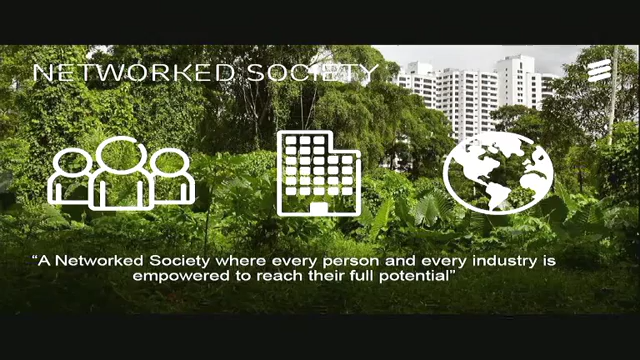 NETWORKED SOCIETY
“A Networked Society where every person and every industry is
empowered to reach their full potential”